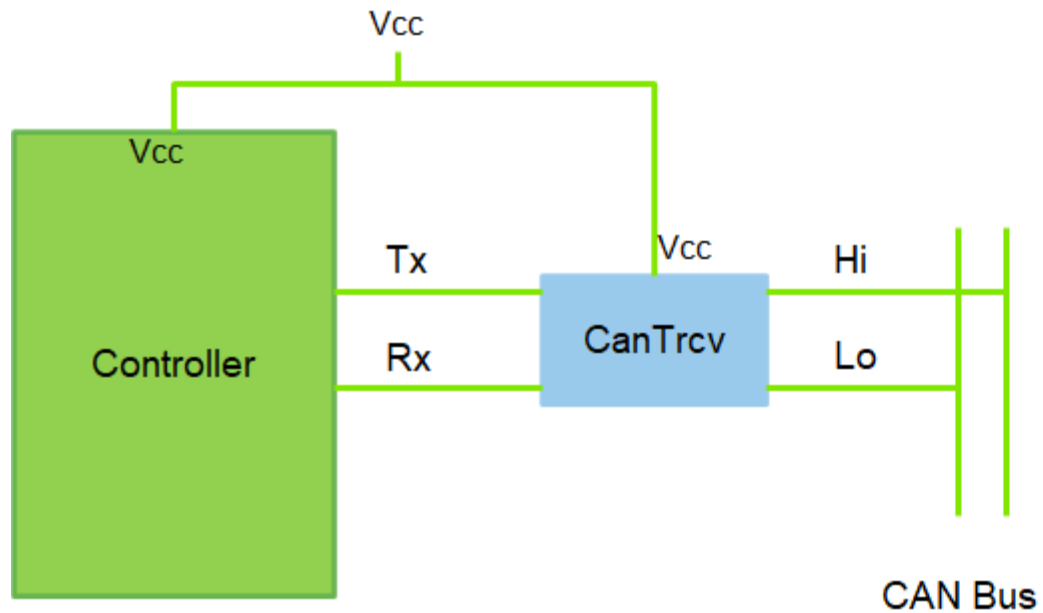 Vcc
Vcc
Vcc
Tx
Hi
Controller
Rx
CanTrcv
Lo
CAN Bus